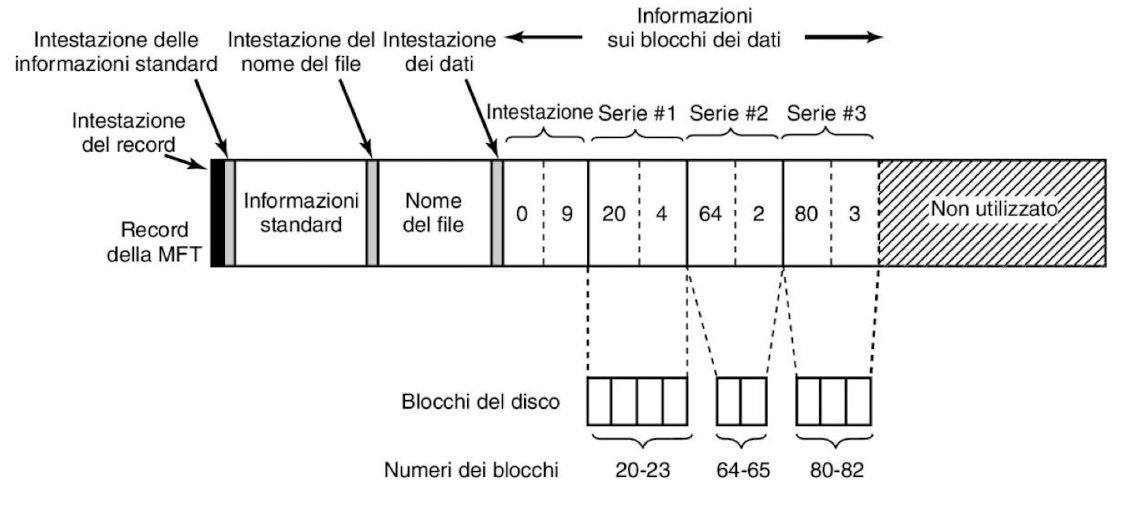 Informazioni
sui blocchi dei dati
Intestazione delle
informazioni standard
Intestazione del
nome del file
Intestazione
dei dati
Intestazione
del record
Intestazione Serie #1 Serie #2 Serie #3
Record
della MFT
Informazioni
standard
Nome
del file
0 9 20 4 64 2 80 3
Non utilizzato
Blocchi del disco
Numeri dei blocchi 20-23 64-65 80-82